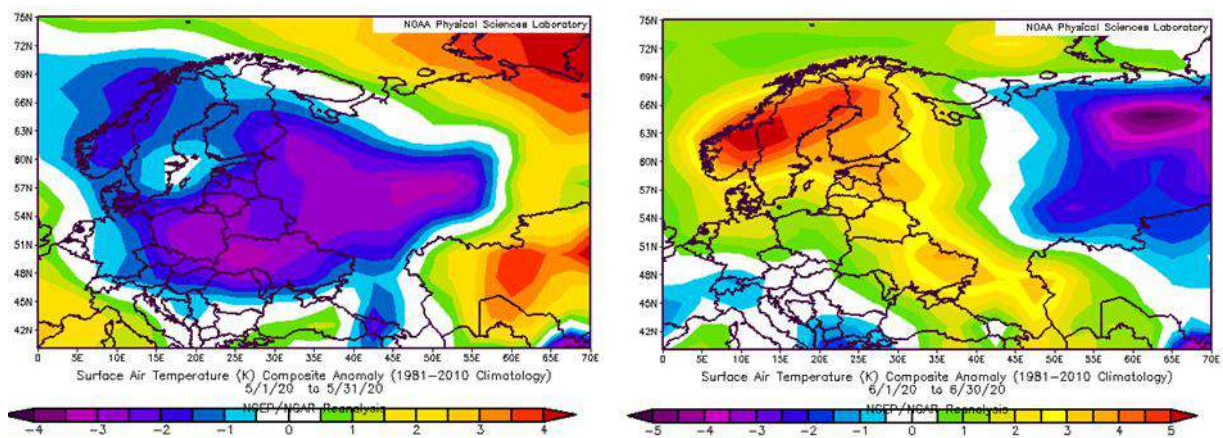 NOAA Physical Sciences Laboratory
75N
72N
69N
66N
63N
60N
57N
54N
51N
48N
45N
42N
0 5E 10E 15E 20E 25E 30E 35E 40E 45E 50E 55E 60E 65E 70E
Surface Air Temperature (K) Composite Anomaly (1981-2010 Climatology)
5/1/20 to 5/31/20
NCEP/NCAR Reanalysis
-4 -3 -2 -1 0 1 2 3 4
NOAA Physical Sciences Laboratory
75N
72N
69N
66N
63N
60N
57N
54N
51N
48N
45N
42N
0 5E 10E 15E 20E 25E 30E 35E 40E 45E 50E 55E 60E 65E 70E
Surface Air Temperature (K) Composite Anomaly (1981-2010 Climatology)
6/1/20 to 6/30/20
NCEP/NCAR Reanalysis
-5 -4 -3 -2 -1 0 1 2 3 4 5